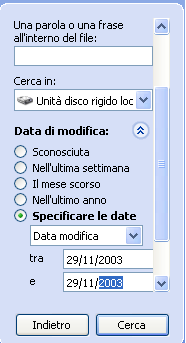 Una parola o una frase
all'interno del file:
Cerca in:
Unità disco rigido loc
Data di modifica:
Sconosciuta
Nell'ultima settimana
Il mese scorso
Nell'ultimo anno
Specificare le date
Data modifica
tra 29/11/2003
e 29/11/2003
Indietro Cerca